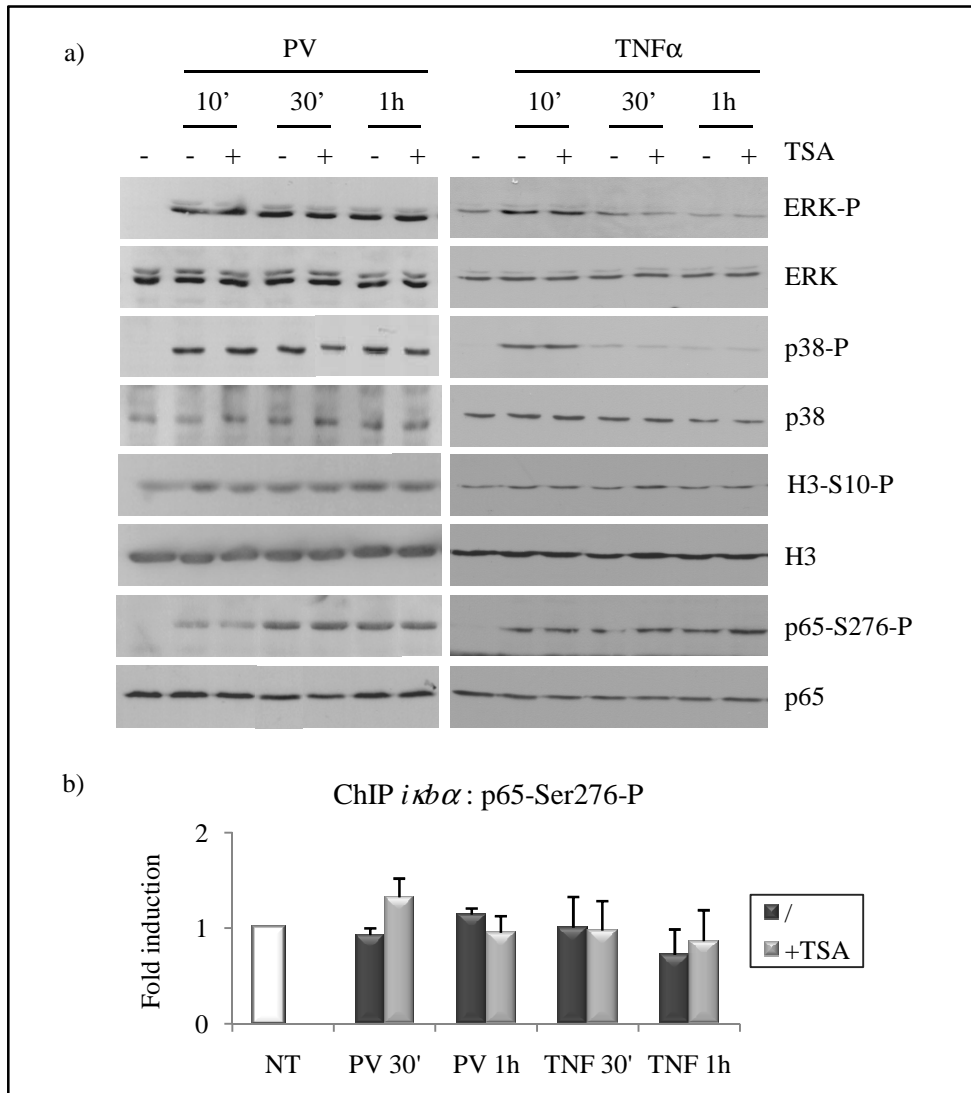 a)
PV TNFα
10’ 30’ 1h 10’ 30’ 1h
- - + - + - + - - + - + - + TSA
ERK-P
ERK
p38-P
p38
H3-S10-P
H3
p65-S276-P
p65
b)
ChIP iκbα : p65-Ser276-P
2
1
0
Fold induction
NT PV 30' PV 1h TNF 30' TNF 1h
/
+TSA